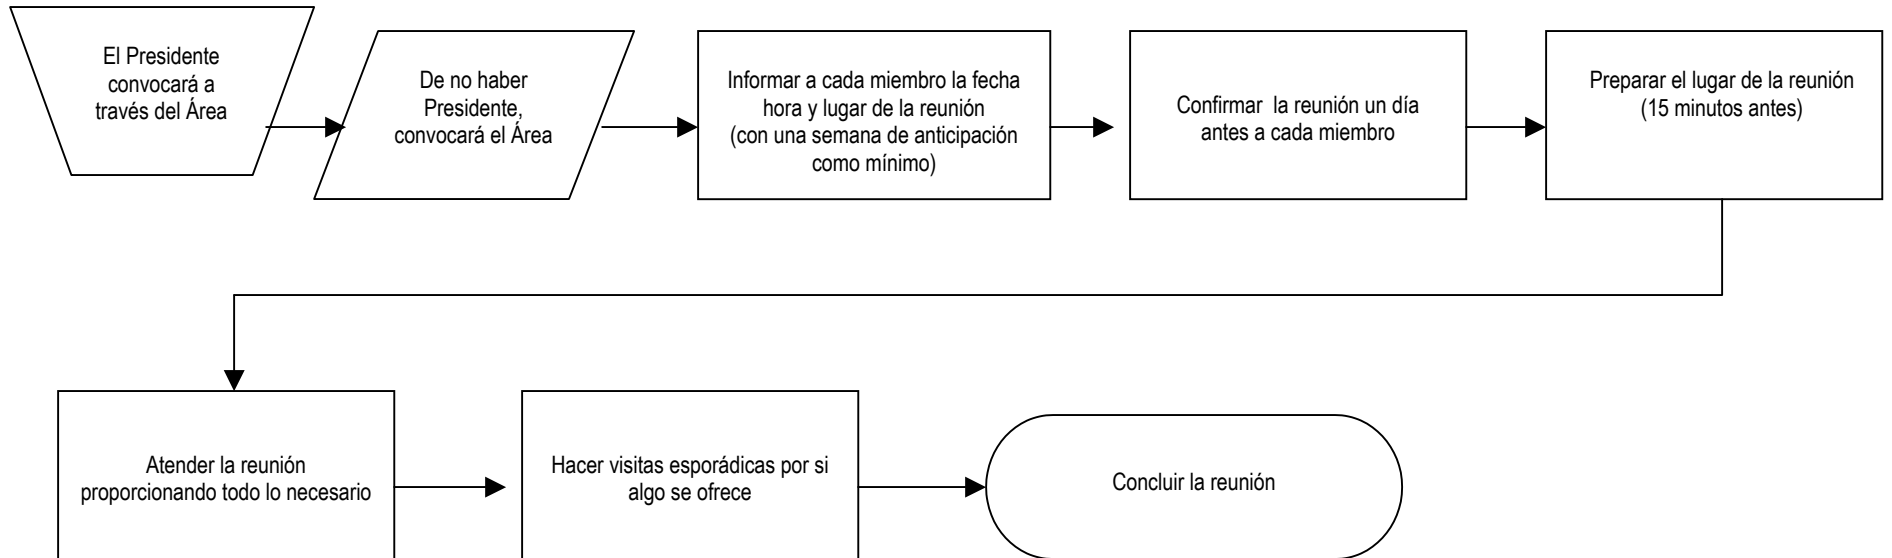 El Presidente
convocará a
través del Área
De no haber
Presidente,
convocará el Área
Informar a cada miembro la fecha
hora y lugar de la reunión
(con una semana de anticipación
como mínimo)
Confirmar la reunión un día
antes a cada miembro
Preparar el lugar de la reunión
(15 minutos antes)
Atender la reunión
proporcionando todo lo necesario
Hacer visitas esporádicas por si
algo se ofrece
Concluir la reunión